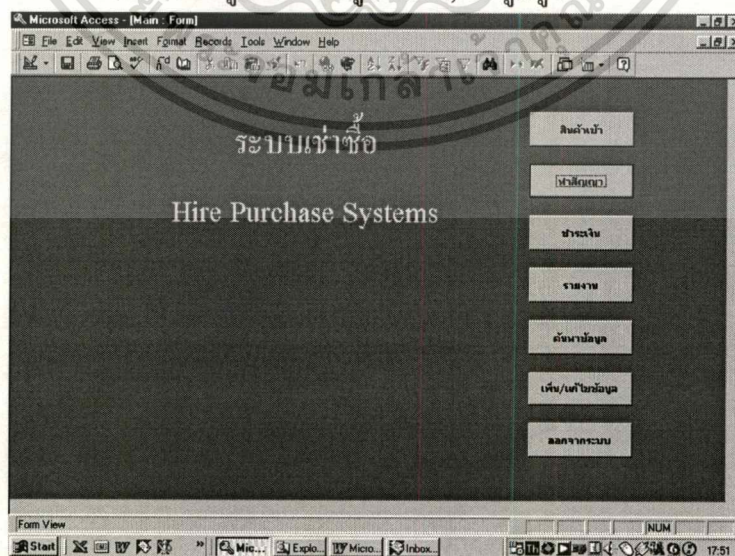 Microsoft Access - [Main : Form]
File Edit View Insert Format Records Tools Window Help
ระบบเช่าซื้อ
Hire Purchase Systems
สินค้าเข้า
ทำสัญญา
ชำระเงิน
รายงาน
ค้นหาข้อมูล
เพิ่ม/แก้ไขข้อมูล
ออกจากระบบ
Form View NUM
Start Mic... Explo... Micro... Inbox... 17:51